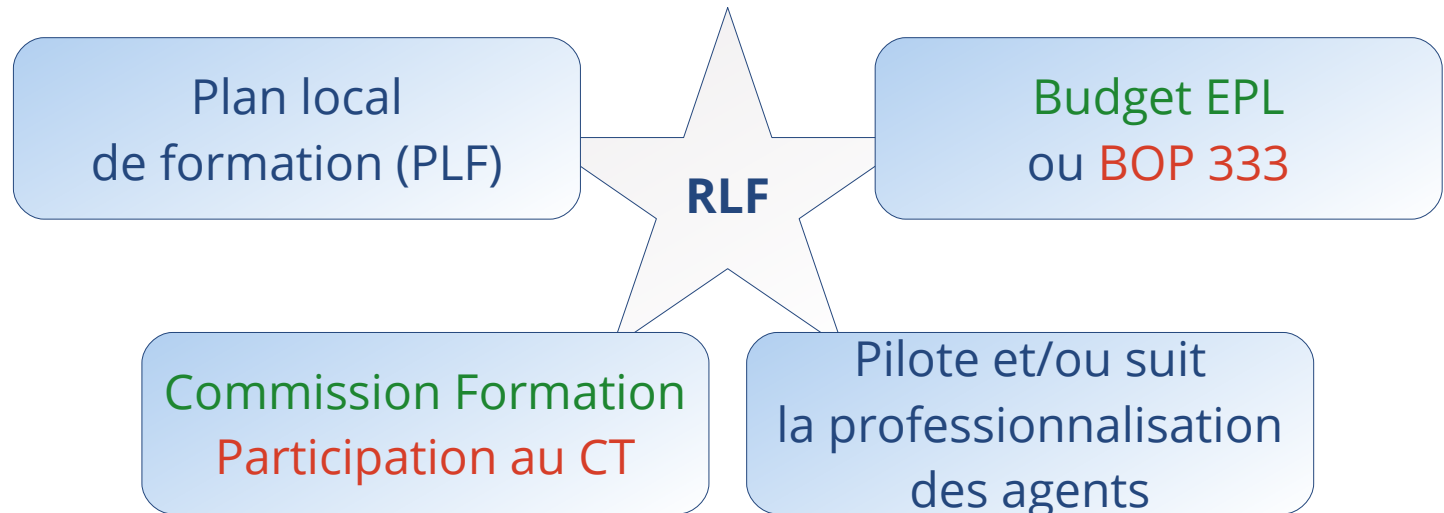 Plan local
de formation (PLF)
RLF
Budget EPL
ou BOP 333
Commission Formation
Participation au CT
Pilote et/ou suit
la professionnalisation
des agents